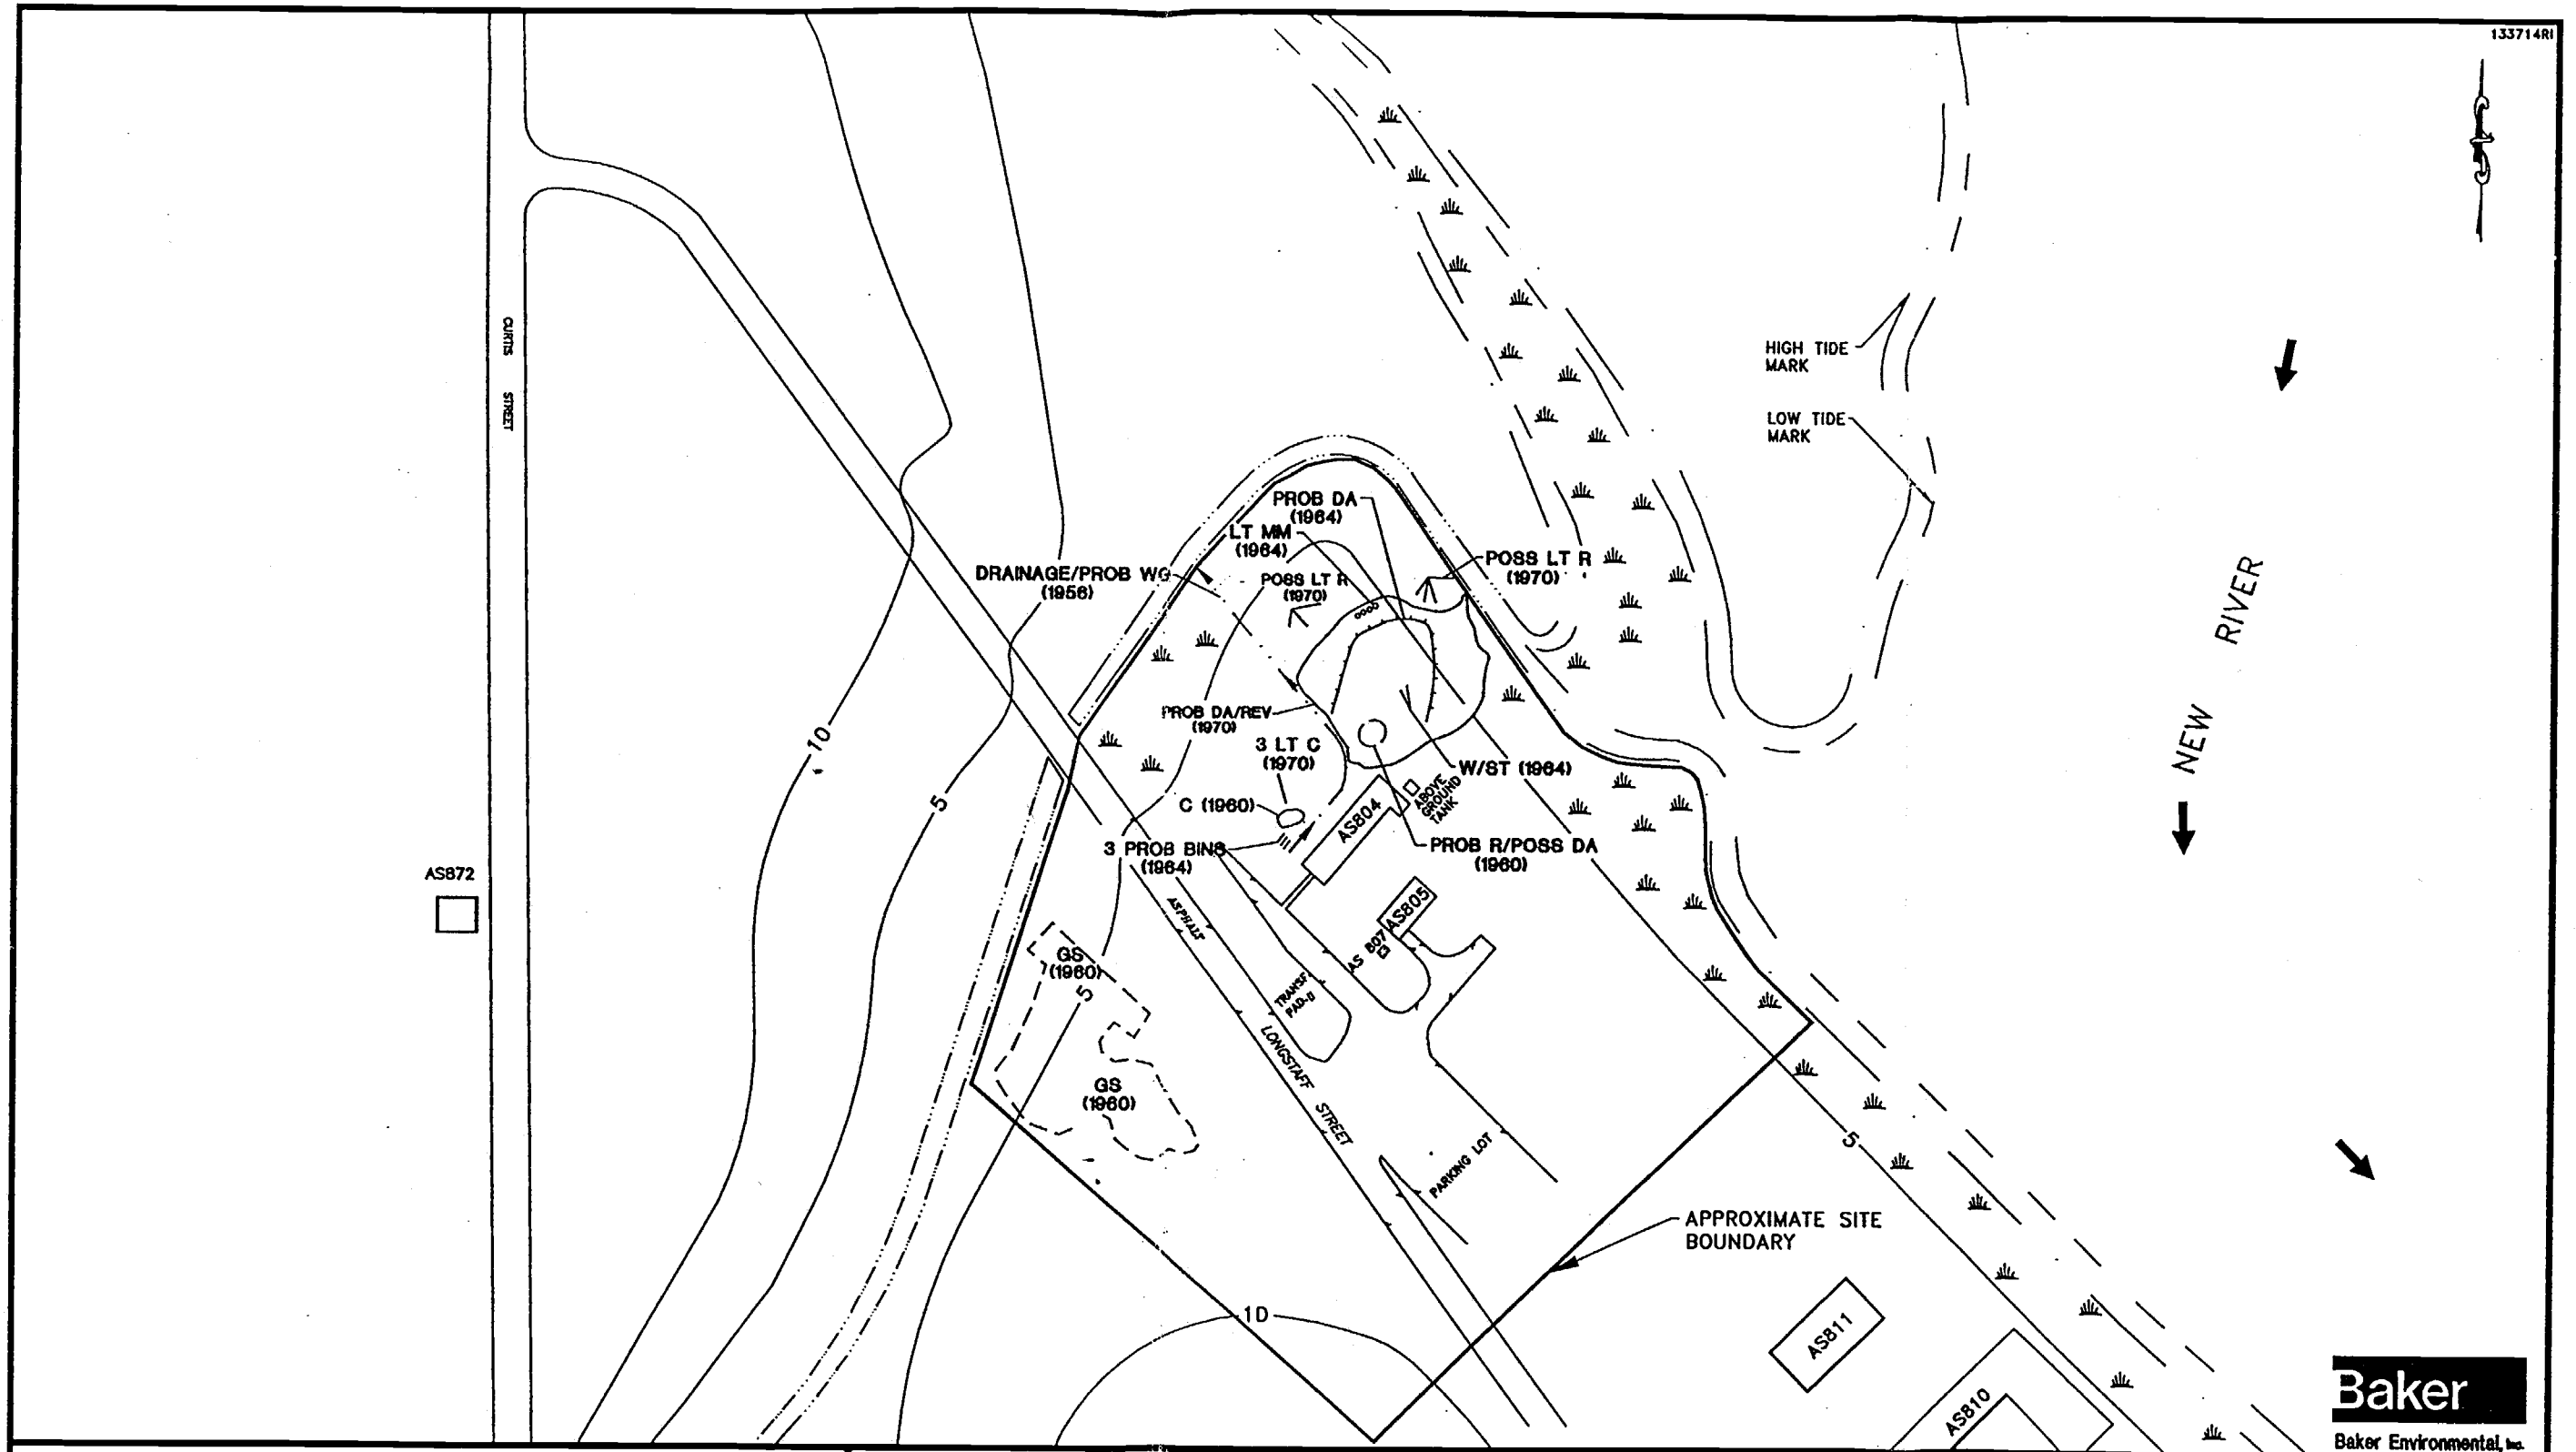 133714RI
CURTIS STREET
HIGH TIDE
MARK
LOW TIDE
MARK
NEW RIVER
PROB DA
(1964)
LT MM
(1964)
POSS LT R
(1970)
POSS LT R
(1970)
DRAINAGE/PROB WG
(1956)
PROB DA/REV
(1970)
3 LT C
(1970)
C (1960)
W/ST (1964)
ABOVE
GROUND
TANK
AS804
3 PROB BINS
(1964)
PROB R/POSS DA
(1960)
10
5
AS872
ASPHALT
AS805
AS 807
TRANSF.
PAD
GS
(1960)
5
GS
(1960)
LONGSTAFF STREET
PARKING LOT
5
APPROXIMATE SITE
BOUNDARY
1D
AS811
AS810
Baker
Baker Environmental, Inc.